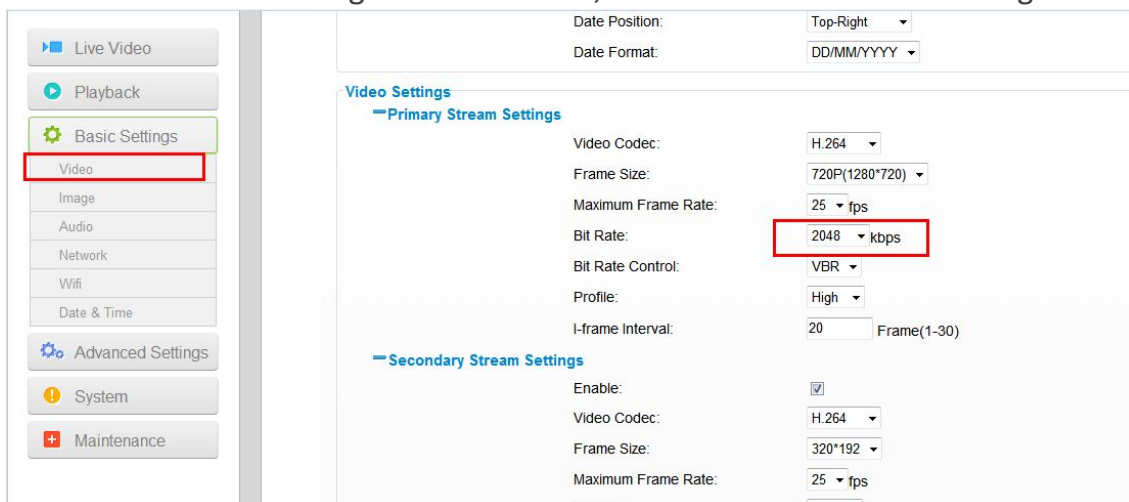 Live Video
Playback
Basic Settings
Video
Image
Audio
Network
Wifi
Date & Time
Advanced Settings
System
Maintenance
Date Position: Top-Right
Date Format: DD/MM/YYYY
Video Settings
Primary Stream Settings
Video Codec: H.264
Frame Size: 720P(1280*720)
Maximum Frame Rate: 25 fps
Bit Rate: 2048 kbps
Bit Rate Control: VBR
Profile: High
I-frame Interval: 20 Frame(1-30)
Secondary Stream Settings
Enable:
Video Codec: H.264
Frame Size: 320*192
Maximum Frame Rate: 25 fps